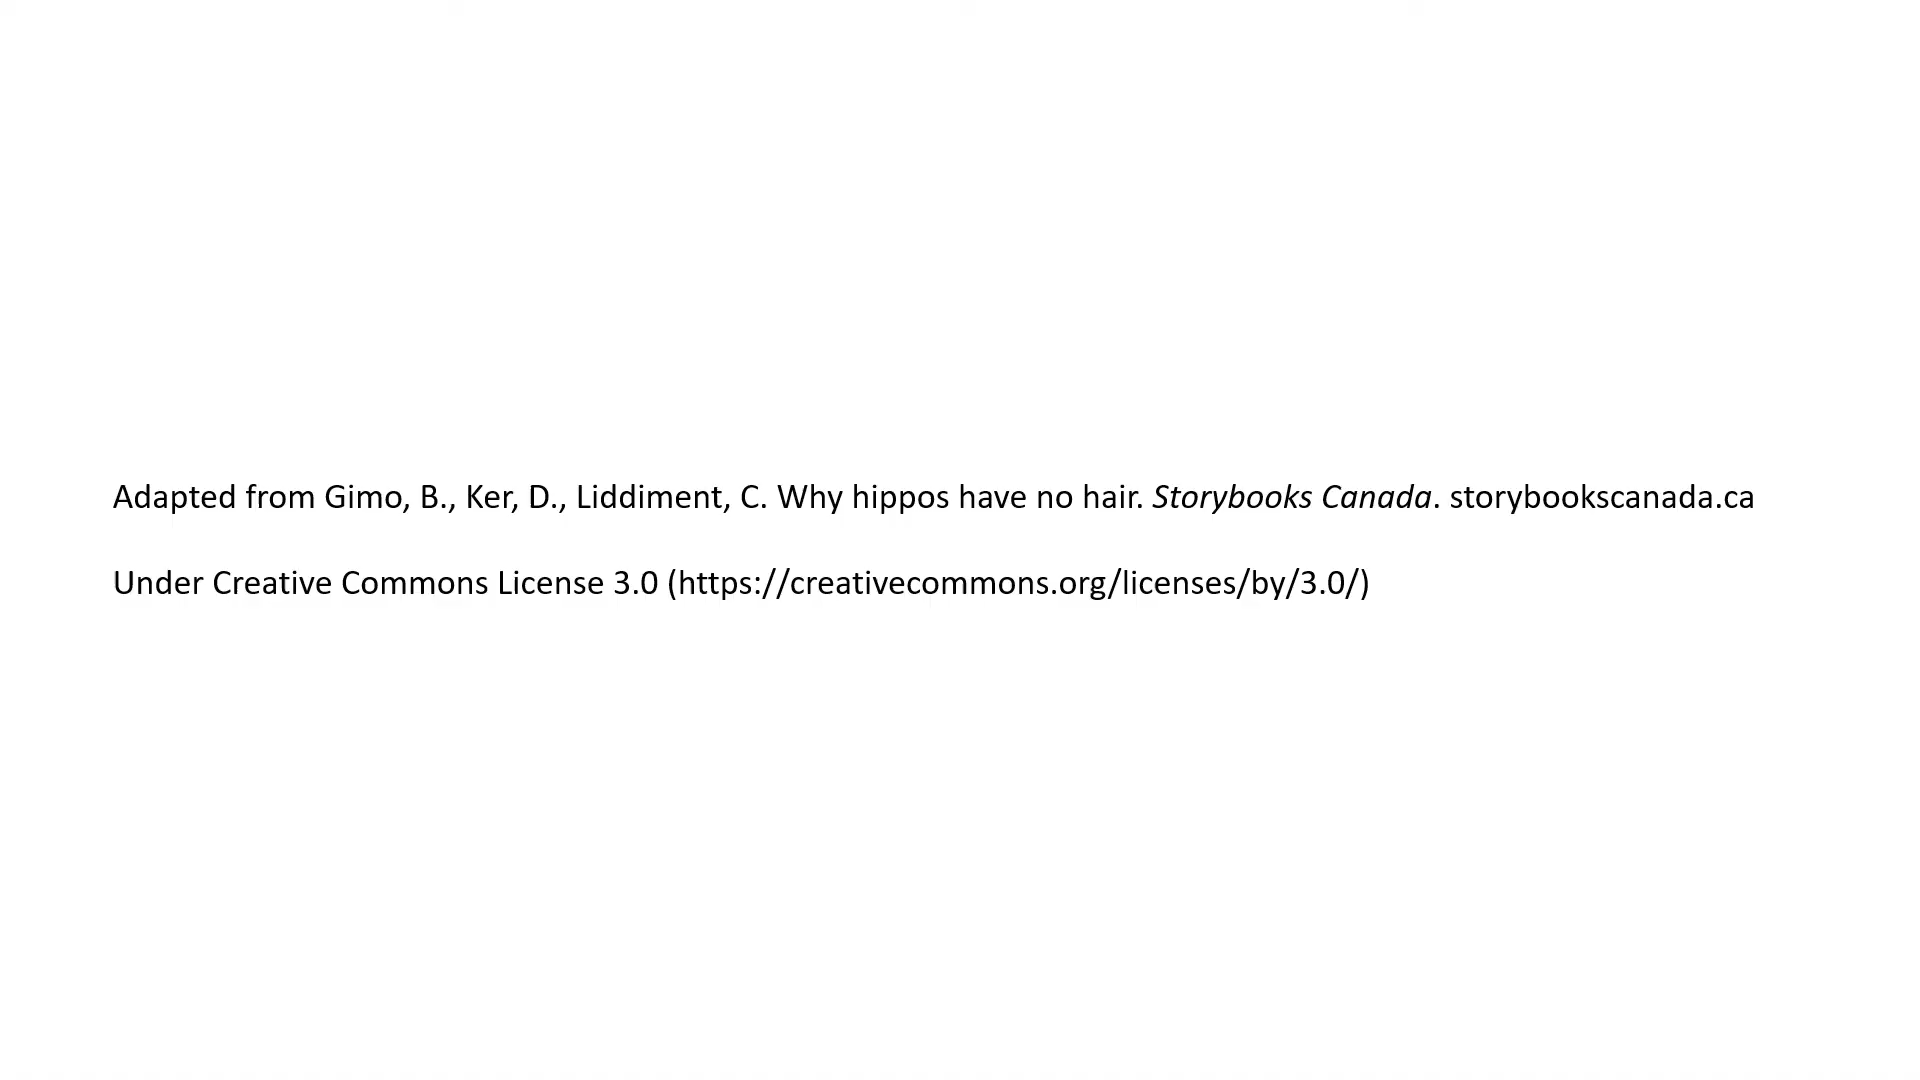 Adapted from Gimo, B., Ker, D., Liddiment, C. Why hippos have no hair. Storybooks Canada. storybookscanada.ca
Under Creative Commons License 3.0 (https://creativecommons.org/licenses/by/3.0/)